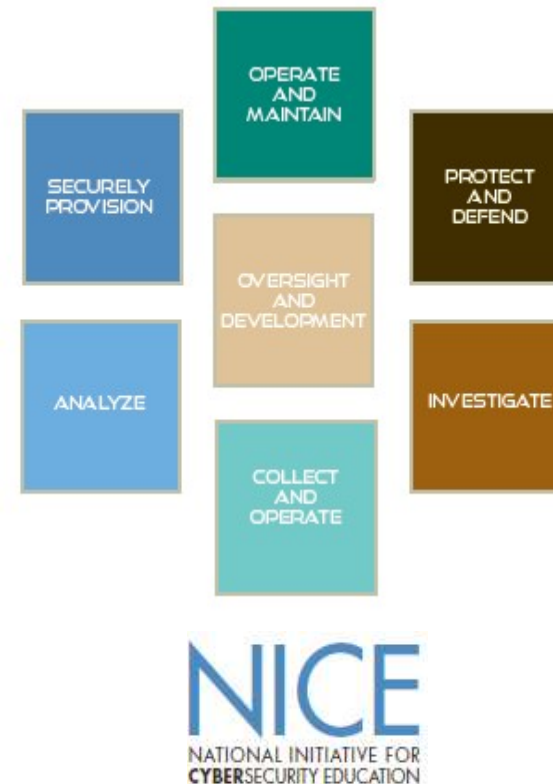 OPERATE
AND
MAINTAIN
SECURELY
PROVISION
PROTECT
AND
DEFEND
OVERSIGHT
AND
DEVELOPMENT
ANALYZE
INVESTIGATE
COLLECT
AND
OPERATE
NICE
NATIONAL INITIATIVE FOR
CYBERSECURITY EDUCATION